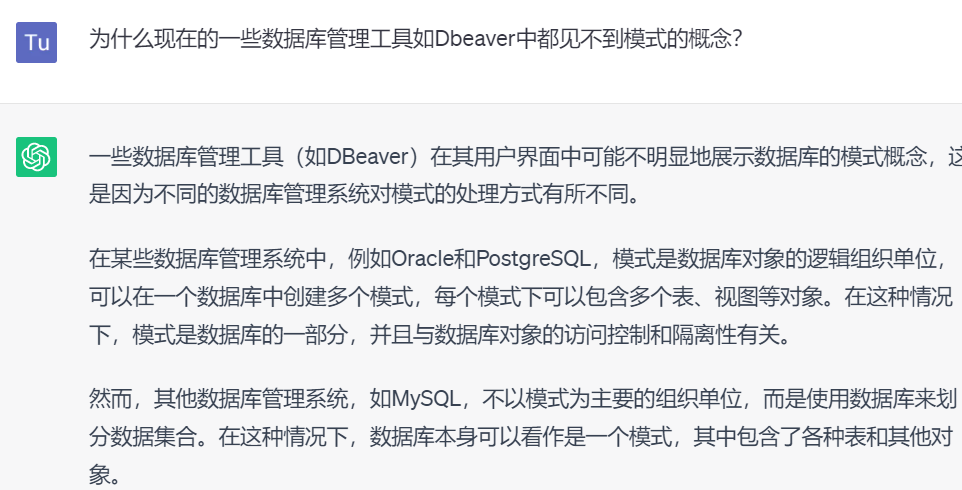 Tu
为什么现在的一些数据库管理工具如Dbeaver中都见不到模式的概念？
一些数据库管理工具（如DBeaver）在其用户界面中可能不明显地展示数据库的模式概念，这
是因为不同的数据库管理系统对模式的处理方式有所不同。
在某些数据库管理系统中，例如Oracle和PostgreSQL，模式是数据库对象的逻辑组织单位，
可以在一个数据库中创建多个模式，每个模式下可以包含多个表、视图等对象。在这种情况
下，模式是数据库的一部分，并且与数据库对象的访问控制和隔离性有关。
然而，其他数据库管理系统，如MySQL，不以模式为主要的组织单位，而是使用数据库来划
分数据集合。在这种情况下，数据库本身可以看作是一个模式，其中包含了各种表和其他对
象。